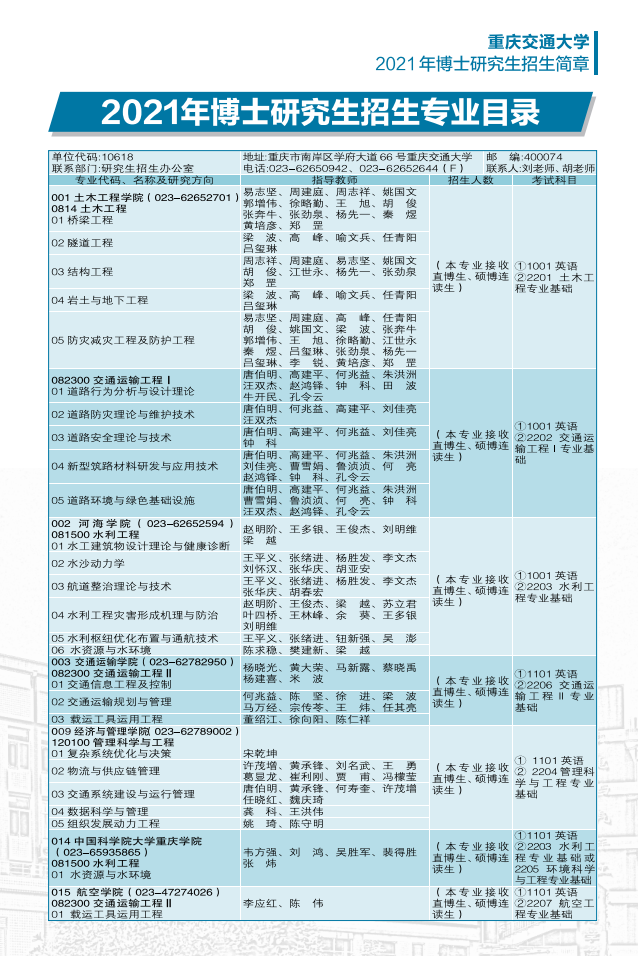 重庆交通大学
2021年博士研究生招生简章
2021年博士研究生招生专业目录
单位代码:10618 地址:重庆市南岸区学府大道66号重庆交通大学 邮 编:400074
联系部门:研究生招生办公室 电话:023-62650942、023-62652644（F） 联系人:刘老师、胡老师
专业代码、名称及研究方向 指导教师 招生人数 考试科目
001 土木工程学院（023-62652701）
0814 土木工程
01 桥梁工程
易志坚、周建庭、周志祥、姚国文
郭增伟、徐略勤、王 旭、胡 俊
张奔牛、张劲泉、杨先一、秦 煜
黄培彦、郑 罡
02 隧道工程
梁 波、高 峰、喻文兵、任青阳
吕玺琳
03 结构工程
周志祥、周建庭、易志坚、姚国文
胡 俊、江世永、杨先一、张劲泉
郑 罡
04 岩土与地下工程
梁 波、高 峰、喻文兵、任青阳
吕玺琳
05 防灾减灾工程及防护工程
易志坚、周建庭、高 峰、任青阳
胡 俊、姚国文、梁 波、张奔牛
郭增伟、王 旭、徐略勤、江世永
秦 煜、吕玺琳、张劲泉、杨先一
吕玺琳、李 锐、黄培彦、郑 罡
（本专业接收
直博生、硕博连
读生）
①1001 英语
②2201 土木工
程专业基础
082300 交通运输工程Ⅰ
01 道路行为分析与设计理论
唐伯明、高建平、何兆益、朱洪洲
汪双杰、赵鸿铎、钟 科、田 波
牛开民、孔令云
02 道路防灾理论与维护技术
唐伯明、何兆益、高建平、刘佳亮
汪双杰
03 道路安全理论与技术
唐伯明、高建平、何兆益、刘佳亮
钟 科
04 新型筑路材料研发与应用技术
唐伯明、高建平、何兆益、朱洪洲
刘佳亮、曹雪娟、鲁浈浈、何 亮
赵鸿铎、钟 科、孔令云
05 道路环境与绿色基础设施
唐伯明、高建平、何兆益、朱洪洲
曹雪娟、鲁浈浈、何 亮、钟 科
汪双杰、赵鸿铎、孔令云
（本专业接收
直博生、硕博连
读生）
①1001 英语
②2202 交通运
输工程Ⅰ专业基
础
002 河海学院（023-62652594）
081500 水利工程
01 水工建筑物设计理论与健康诊断
赵明阶、王多银、王俊杰、刘明维
梁 越
02 水沙动力学
王平义、张绪进、杨胜发、李文杰
刘怀汉、张华庆、胡亚安
03 航道整治理论与技术
王平义、张绪进、杨胜发、李文杰
张华庆、胡春宏
04 水利工程灾害形成机理与防治
赵明阶、王俊杰、梁 越、苏立君
叶四桥、王林峰、余 葵、王多银
刘明维
05 水利枢纽优化布置与通航技术
王平义、张绪进、钮新强、吴 澎
06 水资源与水环境
陈求稳、樊建新、梁 越
（本专业接收
直博生、硕博连
读生）
①1001 英语
②2203 水利工
程专业基础
003 交通运输学院（023-62782950）
082300 交通运输工程Ⅱ
01 交通信息工程及控制
杨晓光、黄大荣、马新露、蔡晓禹
杨建喜、米 波
02 交通运输规划与管理
何兆益、陈 坚、徐 进、梁 波
马万经、宗传苓、王 炜、任其亮
03 载运工具运用工程
董绍江、徐向阳、陈仁祥
（本专业接收
直博生、硕博连
读生）
①1101 英语
②2206 交通运
输工程Ⅱ专业
基础
009 经济与管理学院（023-62789002）
120100 管理科学与工程
01 复杂系统优化与决策
宋乾坤
02 物流与供应链管理
许茂增、黄承锋、刘名武、王 勇
葛显龙、崔利刚、贾 甫、冯檬莹
03 交通系统建设与运行管理
唐伯明、黄承锋、何寿奎、许茂增
任晓红、魏庆琦
04 数据科学与管理
龚 科、王洪伟
05 组织发展动力工程
姚 琦、陈守明
（本专业接收
直博生、硕博连
读生）
① 1101 英语
② 2204 管理科
学与工程专业
基础
014 中国科学院大学重庆学院
（023-65935865）
081500 水利工程
01 水资源与水环境
韦方强、刘 鸿、吴胜军、裴得胜
张 炜
（本专业接收
直博生、硕博连
读生）
①1101 英语
②2203 水利工
程专业基础或
2205 环境科学
与工程专业基础
015 航空学院（023-47274026）
082300 交通运输工程Ⅱ
01 载运工具运用工程
李应红、陈 伟
（本专业接收
直博生、硕博连
读生）
①1101 英语
②2207 航空工
程专业基础